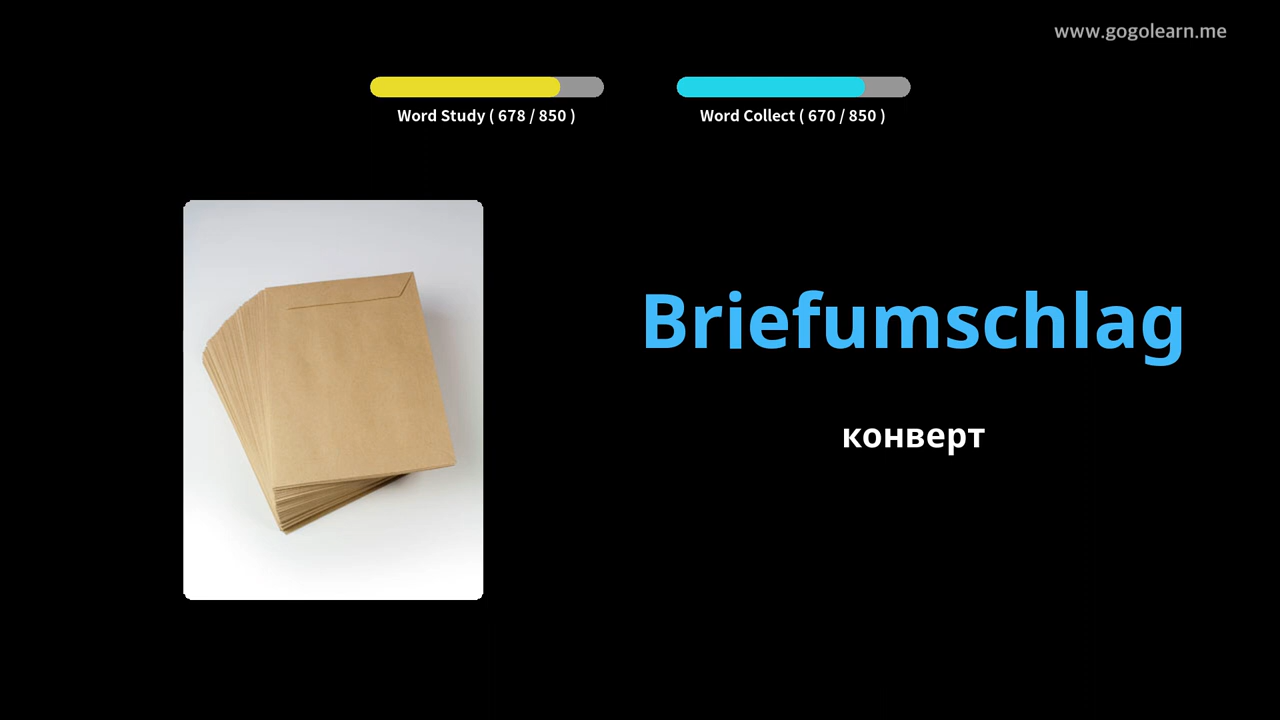 www.gogolearn.me
Word Study ( 678 / 850 )
Word Collect ( 670 / 850 )
Briefumschlag
конверт